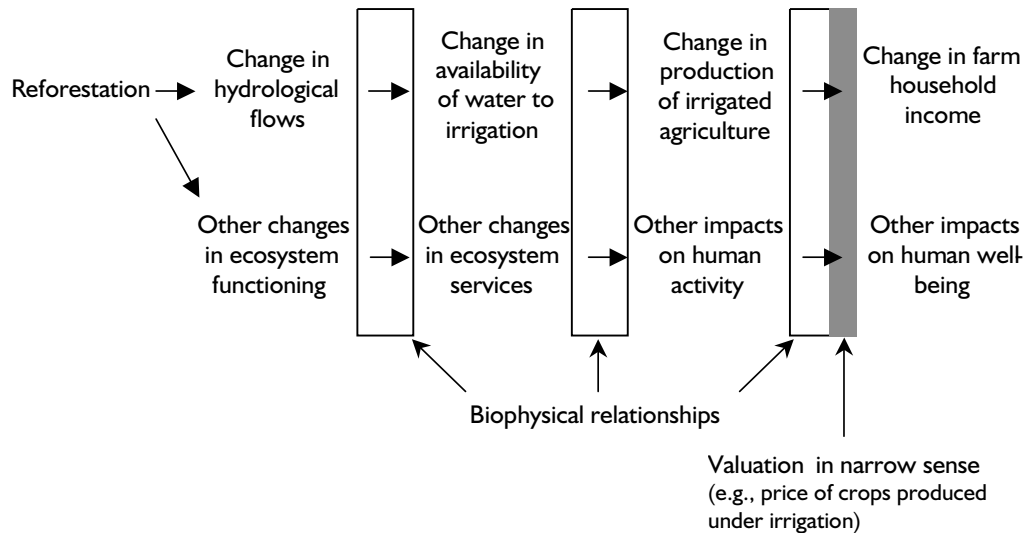 Reforestation
Change in
hydrological
flows
Change in
availability
of water to
irrigation
Change in
production
of irrigated
agriculture
Change in farm
household
income
Other changes
in ecosystem
functioning
Other changes
in ecosystem
services
Other impacts
on human
activity
Other impacts
on human well-
being
Biophysical relationships
Valuation in narrow sense
(e.g., price of crops produced
under irrigation)